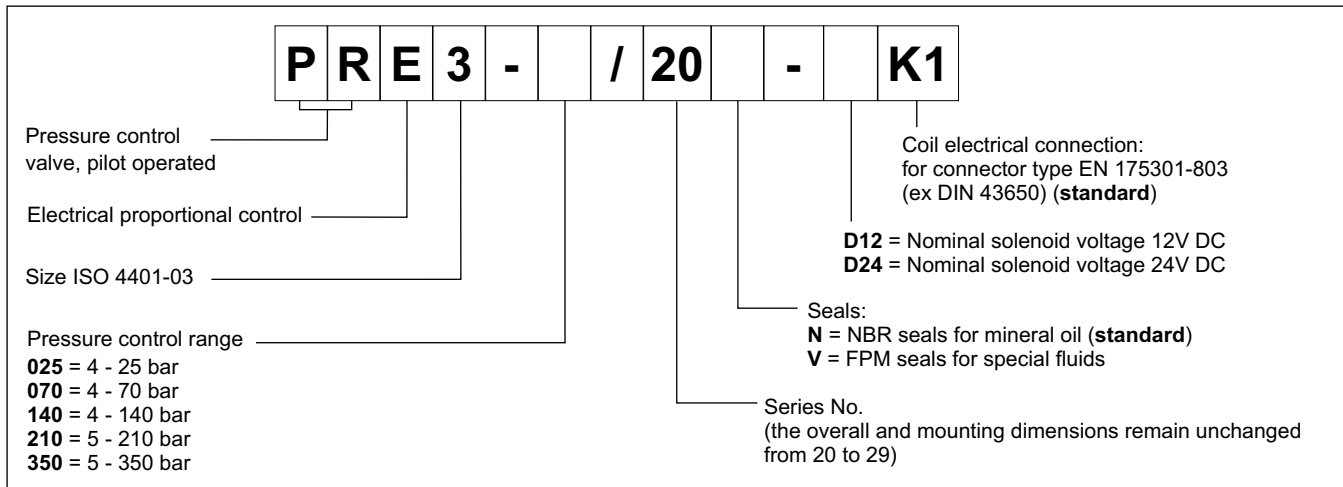 PRE3- /20 - K1
Pressure control
valve, pilot operated
Electrical proportional control
Size ISO 4401-03
Pressure control range
025 = 4 - 25 bar
070 = 4 - 70 bar
140 = 4 - 140 bar
210 = 5 - 210 bar
350 = 5 - 350 bar
Coil electrical connection:
for connector type EN 175301-803
(ex DIN 43650) (standard)
D12 = Nominal solenoid voltage 12V DC
D24 = Nominal solenoid voltage 24V DC
Seals:
N = NBR seals for mineral oil (standard)
V = FPM seals for special fluids
Series No.
(the overall and mounting dimensions remain unchanged
from 20 to 29)